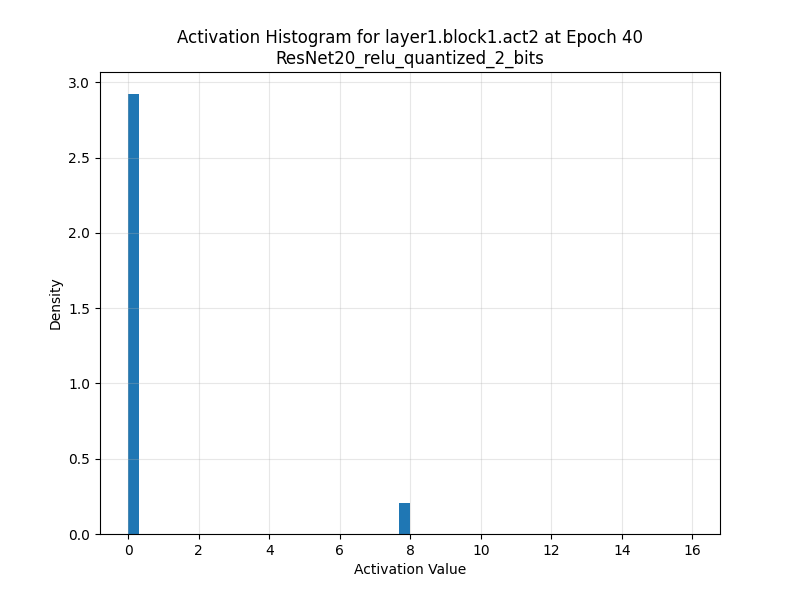 Activation Histogram for layer1.block1.act2 at Epoch 40
ResNet20_relu_quantized_2_bits
3.0
2.5
2.0
1.5
1.0
0.5
0.0
Density
0 2 4 6 8 10 12 14 16
Activation Value